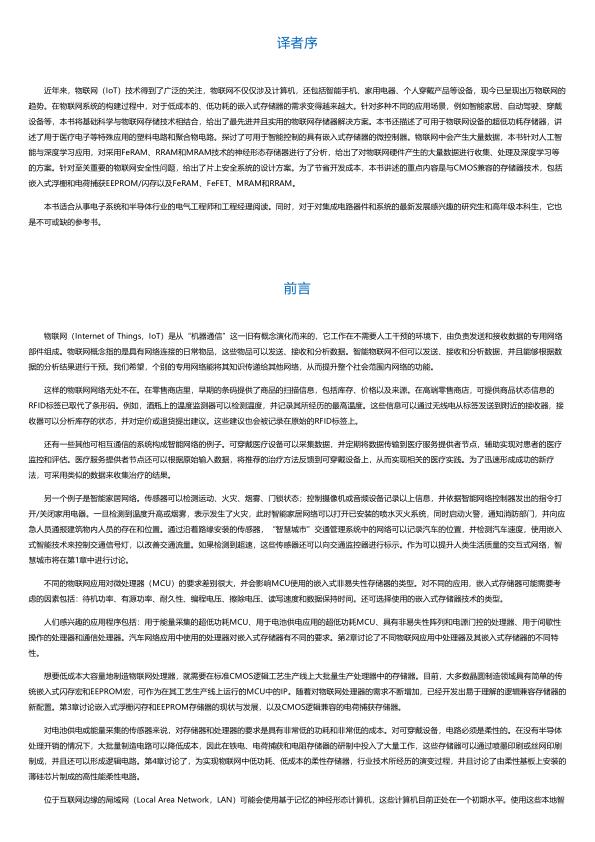 译者序
近年来，物联网（IoT）技术得到了广泛的关注，物联网不仅仅涉及计算机，还包括智能手机、家用电器、个人穿戴产品等设备，现今已呈现出万物联网的
趋势。在物联网系统的构建过程中，对于低成本的、低功耗的嵌入式存储器的需求变得越来越大。针对多种不同的应用场景，例如智能家居、自动驾驶、穿戴
设备等，本书将基础科学与物联网存储技术相结合，给出了最先进并且实用的物联网存储器解决方案。本书还描述了可用于物联网设备的超低功耗存储器，讲
述了用于医疗电子等特殊应用的塑料电路和聚合物电路。探讨了可用于智能控制的具有嵌入式存储器的微控制器。物联网中会产生大量数据，本书针对人工智
能与深度学习应用，对采用FeRAM、RRAM和MRAM技术的神经形态存储器进行了分析，给出了对物联网硬件产生的大量数据进行收集、处理及深度学习等
的方案。针对至关重要的物联网安全性问题，给出了片上安全系统的设计方案。为了节省开发成本，本书讲述的重点内容是与CMOS兼容的存储器技术，包括
嵌入式浮栅和电荷捕获EEPROM/闪存以及FeRAM、FeFET、MRAM和RRAM。
本书适合从事电子系统和半导体行业的电气工程师和工程经理阅读。同时，对于对集成电路器件和系统的最新发展感兴趣的研究生和高年级本科生，它也
是不可或缺的参考书。
前言
物联网（Internet of Things，IoT）是从“机器通信”这一旧有概念演化而来的，它工作在不需要人工干预的环境下，由负责发送和接收数据的专用网络
部件组成。物联网概念指的是具有网络连接的日常物品，这些物品可以发送、接收和分析数据。智能物联网不但可以发送、接收和分析数据，并且能够根据数
据的分析结果进行干预。我们希望，个别的专用网络能将其知识传递给其他网络，从而提升整个社会范围内网络的功能。
这样的物联网网络无处不在。在零售商店里，早期的条码提供了商品的扫描信息，包括库存、价格以及来源。在高端零售商店，可提供商品状态信息的
RFID标签已取代了条形码。例如，酒瓶上的温度监测器可以检测温度，并记录其所经历的最高温度。这些信息可以通过无线电从标签发送到附近的接收器，接
收器可以分析库存的状态，并对定价或退货提出建议。这些建议也会被记录在原始的RFID标签上。
还有一些其他可相互通信的系统构成智能网络的例子。可穿戴医疗设备可以采集数据，并定期将数据传输到医疗服务提供者节点，辅助实现对患者的医疗
监控和评估。医疗服务提供者节点还可以根据原始输入数据，将推荐的治疗方法反馈到可穿戴设备上，从而实现相关的医疗实践。为了迅速形成成功的新疗
法，可采用类似的数据来收集治疗的结果。
另一个例子是智能家居网络。传感器可以检测运动、火灾、烟雾、门锁状态；控制摄像机或音频设备记录以上信息，并依据智能网络控制器发出的指令打
开/关闭家用电器。一旦检测到温度升高或烟雾，表示发生了火灾，此时智能家居网络可以打开已安装的喷水灭火系统，同时启动火警，通知消防部门，并向应
急人员通报建筑物内人员的存在和位置。通过沿着路缘安装的传感器，“智慧城市”交通管理系统中的网络可以记录汽车的位置，并检测汽车速度，使用嵌入
式智能技术来控制交通信号灯，以改善交通流量。如果检测到超速，这些传感器还可以向交通监控器进行标示。作为可以提升人类生活质量的交互式网络，智
慧城市将在第1章中进行讨论。
不同的物联网应用对微处理器（MCU）的要求差别很大，并会影响MCU使用的嵌入式非易失性存储器的类型。对不同的应用，嵌入式存储器可能需要考
虑的因素包括：待机功率、有源功率、耐久性、编程电压、擦除电压、读写速度和数据保持时间。还可选择使用的嵌入式存储器技术的类型。
人们感兴趣的应用程序包括：用于能量采集的超低功耗MCU、用于电池供电应用的超低功耗MCU、具有非易失性阵列和电源门控的处理器、用于间歇性
操作的处理器和通信处理器。汽车网络应用中使用的处理器对嵌入式存储器有不同的要求。第2章讨论了不同物联网应用中处理器及其嵌入式存储器的不同特
性。
想要低成本大容量地制造物联网处理器，就需要在标准CMOS逻辑工艺生产线上大批量生产处理器中的存储器。目前，大多数晶圆制造领域具有简单的传
统嵌入式闪存宏和EEPROM宏，可作为在其工艺生产线上运行的MCU中的IP。随着对物联网处理器的需求不断增加，已经开发出易于理解的逻辑兼容存储器的
新配置。第3章讨论嵌入式浮栅闪存和EEPROM存储器的现状与发展，以及CMOS逻辑兼容的电荷捕获存储器。
对电池供电或能量采集的传感器来说，对存储器和处理器的要求是具有非常低的功耗和非常低的成本。对可穿戴设备，电路必须是柔性的。在没有半导体
处理开销的情况下，大批量制造电路可以降低成本，因此在铁电、电荷捕获和电阻存储器的研制中投入了大量工作，这些存储器可以通过喷墨印刷或丝网印刷
制成，并且还可以形成逻辑电路。第4章讨论了，为实现物联网中低功耗、低成本的柔性存储器，行业技术所经历的演变过程，并且讨论了由柔性基板上安装的
薄硅芯片制成的高性能柔性电路。
位于互联网边缘的局域网（Local Area Network，LAN）可能会使用基于记忆的神经形态计算机，这些计算机目前正处在一个初期水平。使用这些本地智